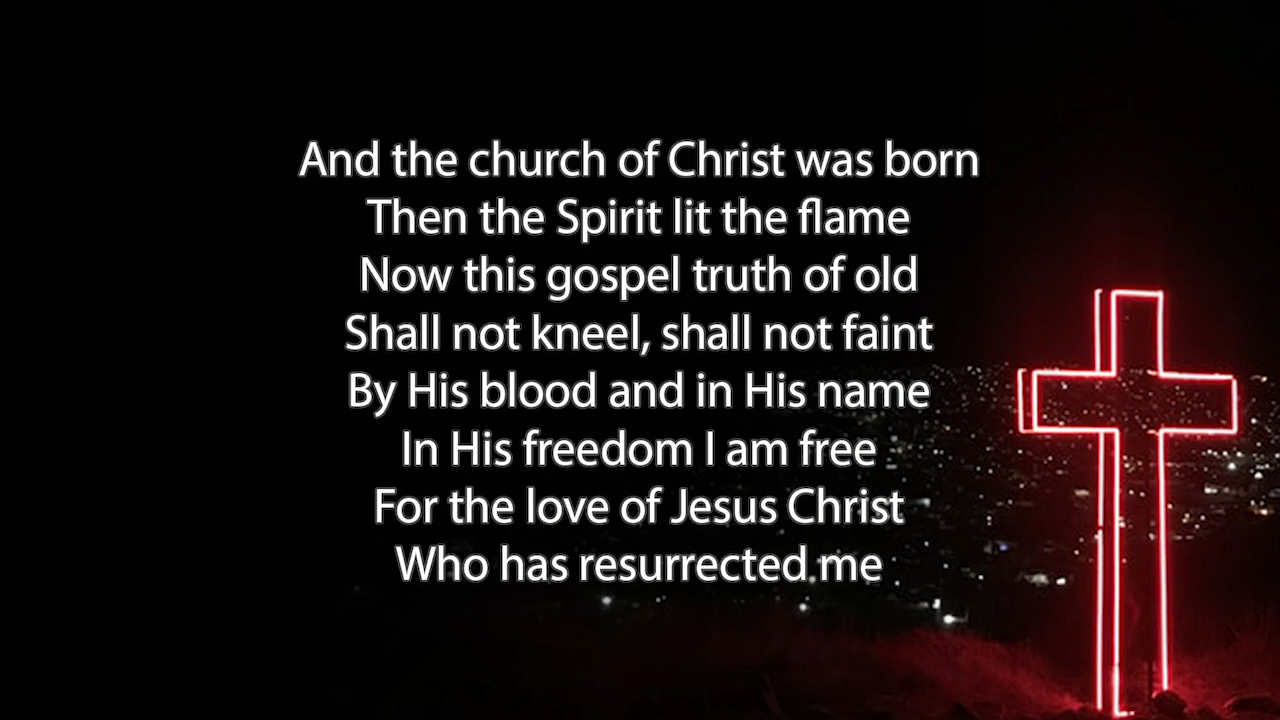 And the church of Christ was born
Then the Spirit lit the flame
Now this gospel truth of old
Shall not kneel, shall not faint
By His blood and in His name
In His freedom I am free
For the love of Jesus Christ
Who has resurrected me